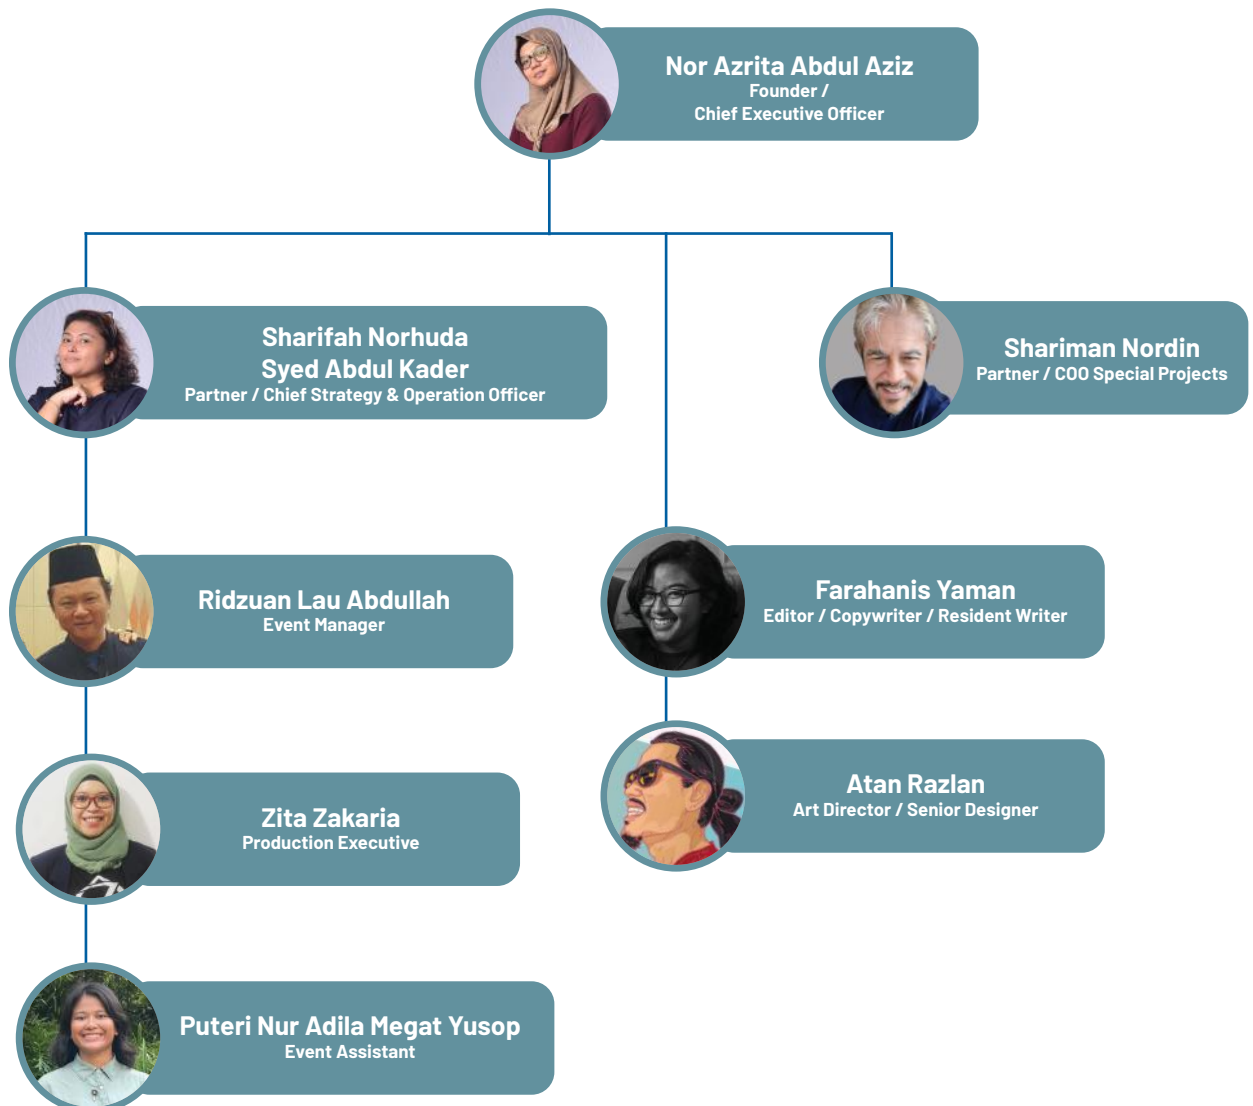 Nor Azrita Abdul Aziz
Founder /
Chief Executive Officer
Sharifah Norhuda
Syed Abdul Kader
Partner / Chief Strategy & Operation Officer
Shariman Nordin
Partner / COO Special Projects
Ridzuan Lau Abdullah
Event Manager
Farahanis Yaman
Editor / Copywriter / Resident Writer
Zita Zakaria
Production Executive
Atan Razlan
Art Director / Senior Designer
Puteri Nur Adila Megat Yusop
Event Assistant